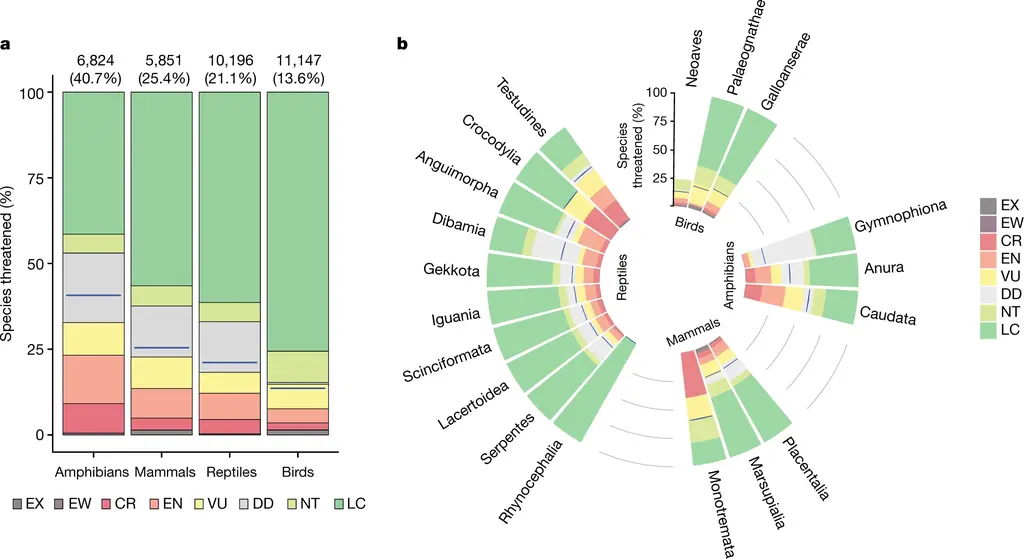 a
6,824 5,851 10,196 11,147
(40.7%) (25.4%) (21.1%) (13.6%)
Species threatened (%)
100
75
50
25
0
Amphibians Mammals Reptiles Birds
EX EW CR EN VU DD NT LC
b
Species
threatened (%)
100
75
50
25
Birds
Neoaves
Palaeognathae
Galloanserae
Amphibians
Gymnophiona
Anura
Caudata
Mammals
Placentalia
Marsupialia
Monotremata
Reptiles
Testudines
Crocodylia
Anguimorpha
Dibamia
Gekkota
Iguania
Scinciformata
Lacertoidea
Serpentes
Rhynocephalia
EX
EW
CR
EN
VU
DD
NT
LC